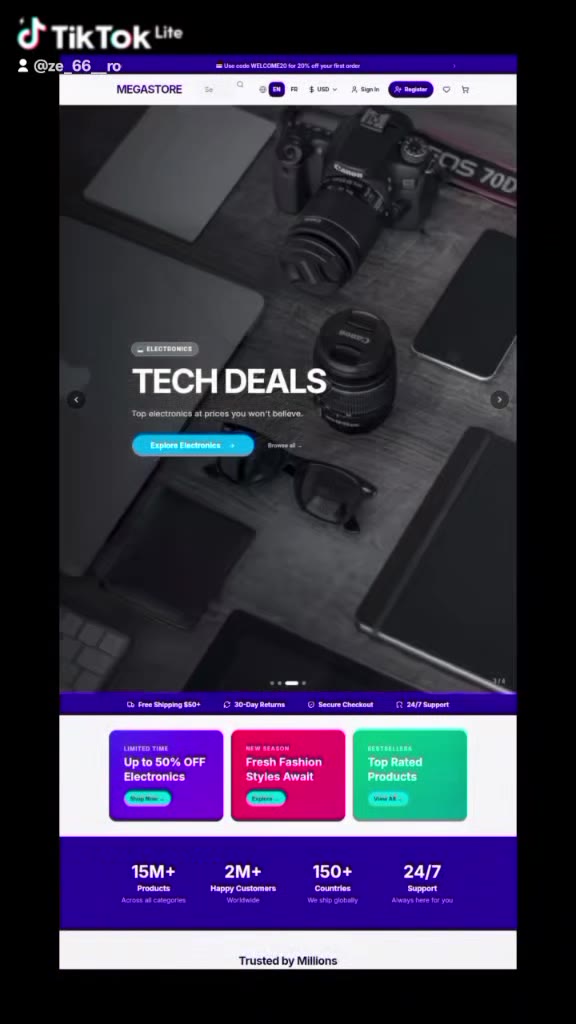 TikTok Lite
@ze_66__ro
Use code WELCOME20 for 20% off your first order
MEGASTORE
Se
EN
FR
$ USD
Sign In
Register
Canon
EOS 70D
Canon
ELECTRONICS
TECH DEALS
Top electronics at prices you won't believe.
Explore Electronics →
Browse all →
3 / 4
Free Shipping $50+
30-Day Returns
Secure Checkout
24/7 Support
LIMITED TIME
Up to 50% OFF
Electronics
Shop Now →
NEW SEASON
Fresh Fashion
Styles Await
Explore →
BESTSELLERS
Top Rated
Products
View All →
15M+
Products
Across all categories
2M+
Happy Customers
Worldwide
150+
Countries
We ship globally
24/7
Support
Always here for you
Trusted by Millions